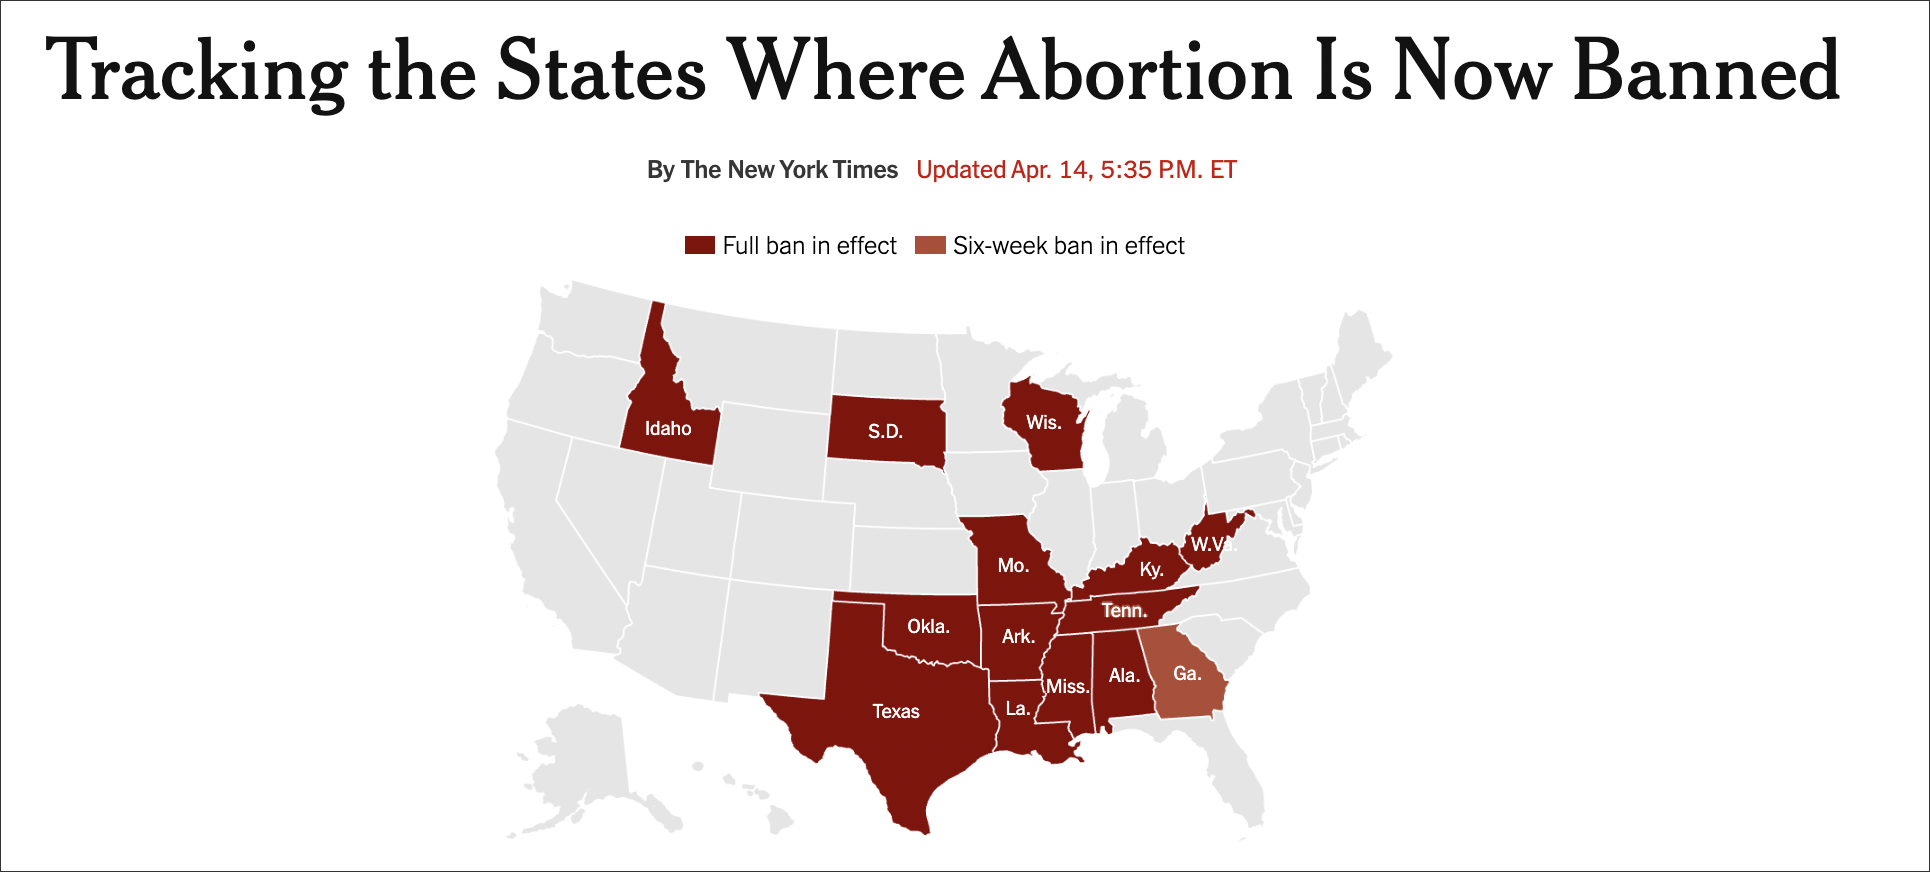 Tracking the States Where Abortion Is Now Banned
By The New York Times Updated Apr. 14, 5:35 P.M. ET
Full ban in effect Six-week ban in effect
Idaho
S.D.
Wis.
W.Va.
Mo.
Ky.
Tenn.
Okla.
Ark.
Ga.
Ala.
Miss.
La.
Texas